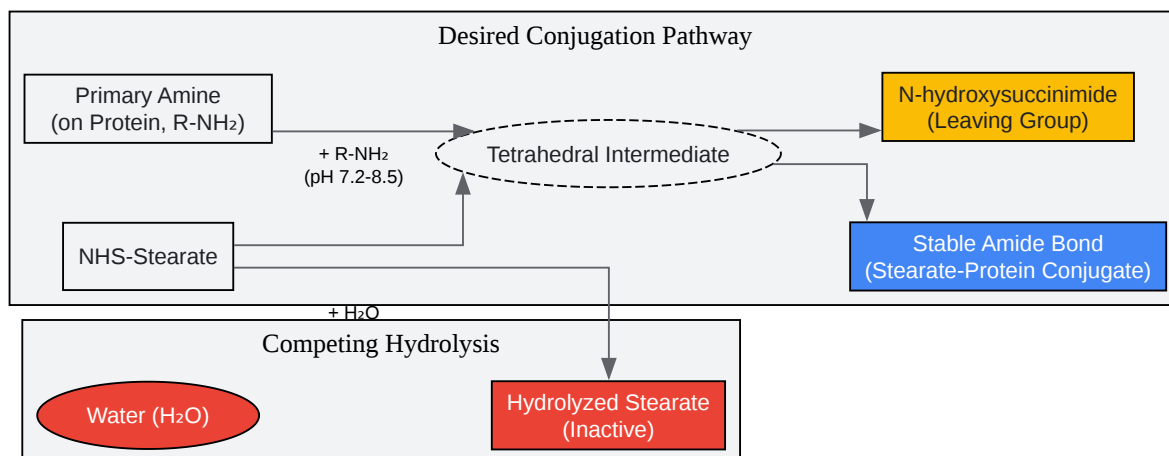 Desired Conjugation Pathway
Primary Amine
(on Protein, R-NH₂)
N-hydroxysuccinimide
(Leaving Group)
+ R-NH₂
(pH 7.2-8.5)
Tetrahedral Intermediate
NHS-Stearate
Stable Amide Bond
(Stearate-Protein Conjugate)
+ H₂O
Competing Hydrolysis
Water (H₂O)
Hydrolyzed Stearate
(Inactive)